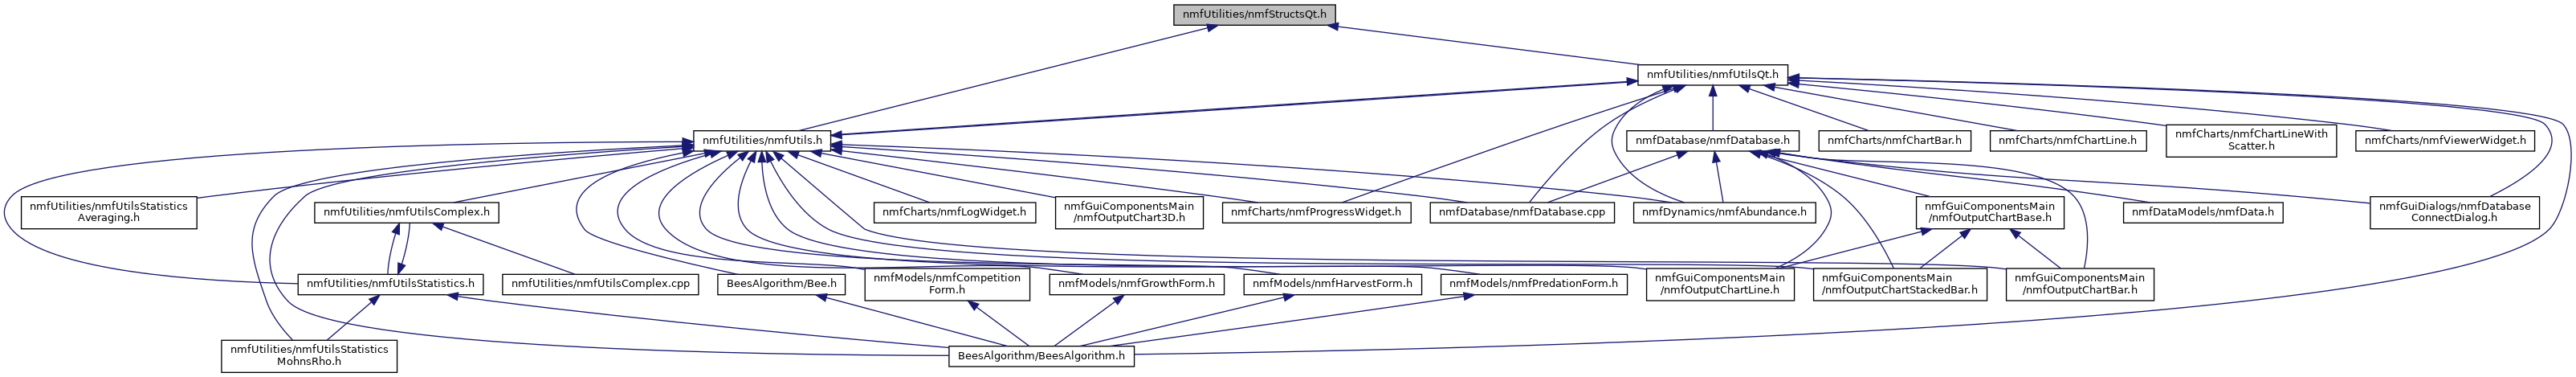 nmfUtilities/nmfStructsQt.h
nmfUtilities/nmfUtilsQt.h
nmfUtilities/nmfUtils.h
nmfDatabase/nmfDatabase.h
nmfCharts/nmfChartBar.h
nmfCharts/nmfChartLine.h
nmfCharts/nmfChartLineWith
Scatter.h
nmfCharts/nmfViewerWidget.h
nmfUtilities/nmfUtilsStatistics
Averaging.h
nmfUtilities/nmfUtilsComplex.h
nmfCharts/nmfLogWidget.h
nmfGuiComponentsMain
/nmfOutputChart3D.h
nmfCharts/nmfProgressWidget.h
nmfDatabase/nmfDatabase.cpp
nmfDynamics/nmfAbundance.h
nmfGuiComponentsMain
/nmfOutputChartBase.h
nmfDataModels/nmfData.h
nmfGuiDialogs/nmfDatabase
ConnectDialog.h
nmfUtilities/nmfUtilsStatistics.h
nmfUtilities/nmfUtilsComplex.cpp
BeesAlgorithm/Bee.h
nmfModels/nmfCompetition
Form.h
nmfModels/nmfGrowthForm.h
nmfModels/nmfHarvestForm.h
nmfModels/nmfPredationForm.h
nmfGuiComponentsMain
/nmfOutputChartLine.h
nmfGuiComponentsMain
/nmfOutputChartStackedBar.h
nmfGuiComponentsMain
/nmfOutputChartBar.h
nmfUtilities/nmfUtilsStatistics
MohnsRho.h
BeesAlgorithm/BeesAlgorithm.h